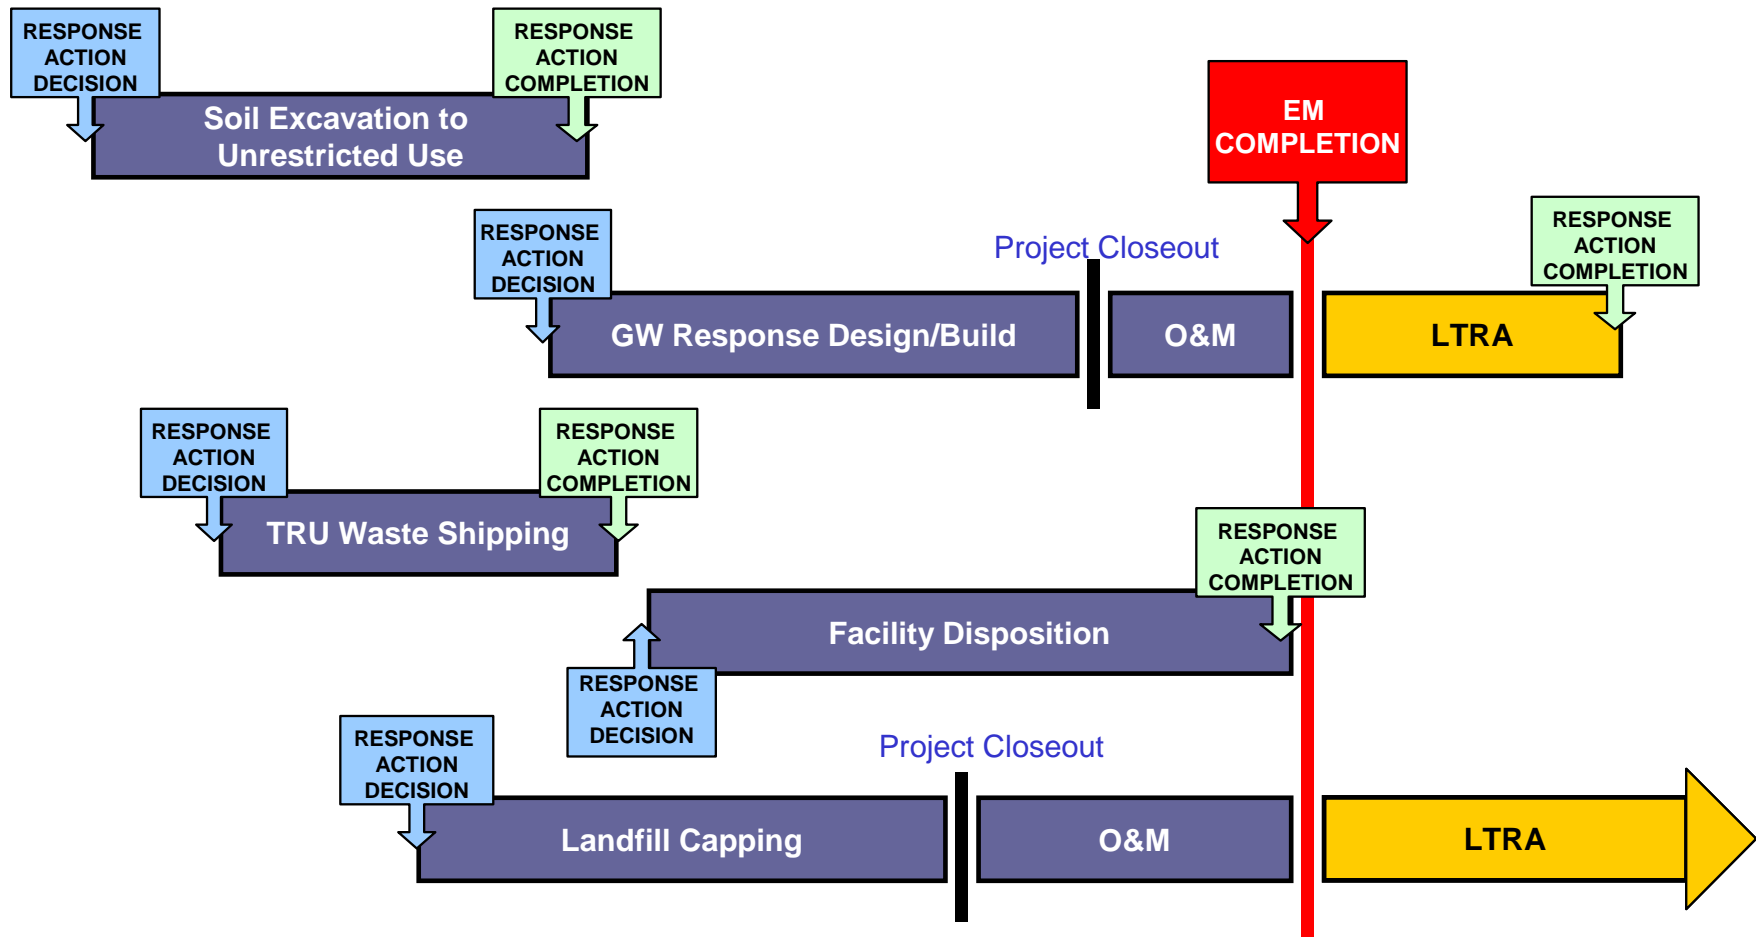 RESPONSE
ACTION
DECISION
RESPONSE
ACTION
COMPLETION
Soil Excavation to
Unrestricted Use
EM
COMPLETION
RESPONSE
ACTION
DECISION
Project Closeout
RESPONSE
ACTION
COMPLETION
GW Response Design/Build
O&M
LTRA
RESPONSE
ACTION
DECISION
RESPONSE
ACTION
COMPLETION
TRU Waste Shipping
RESPONSE
ACTION
COMPLETION
Facility Disposition
RESPONSE
ACTION
DECISION
RESPONSE
ACTION
DECISION
Project Closeout
Landfill Capping
O&M
LTRA